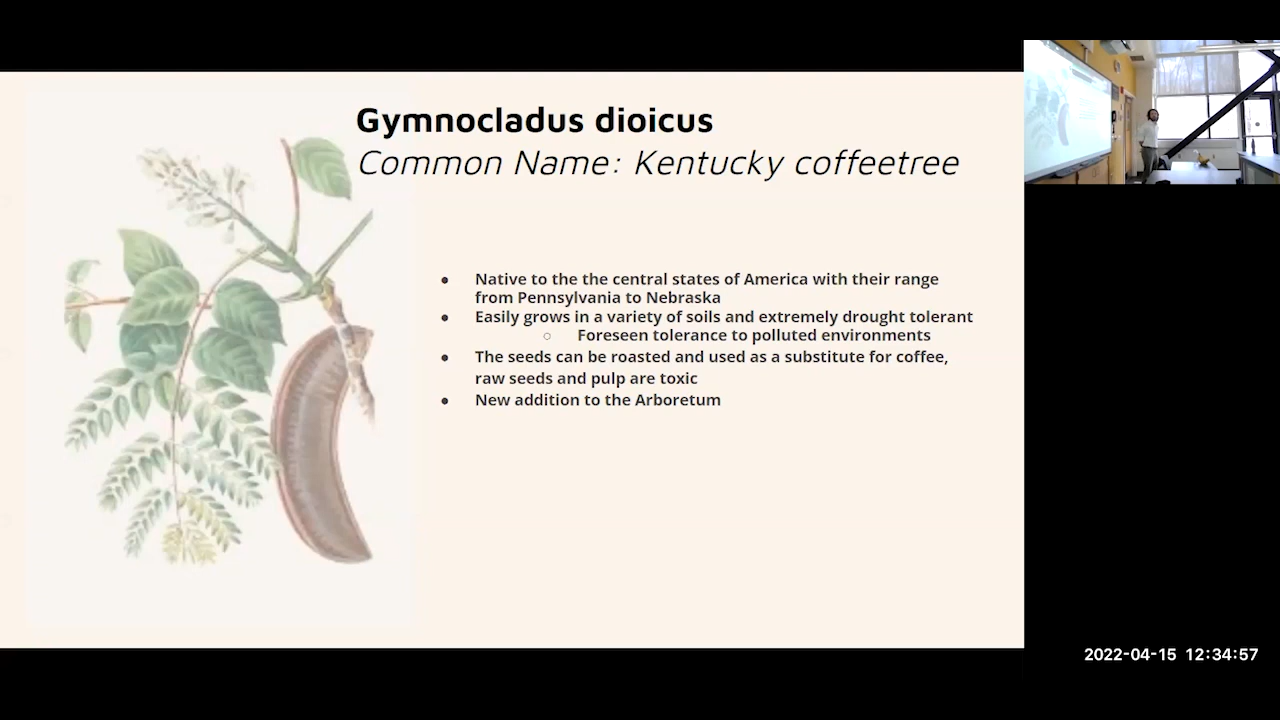 Gymnocladus dioicus
Common Name: Kentucky coffeetree
● Native to the the central states of America with their range
from Pennsylvania to Nebraska
● Easily grows in a variety of soils and extremely drought tolerant
○ Foreseen tolerance to polluted environments
● The seeds can be roasted and used as a substitute for coffee,
raw seeds and pulp are toxic
● New addition to the Arboretum
2022-04-15 12:34:57